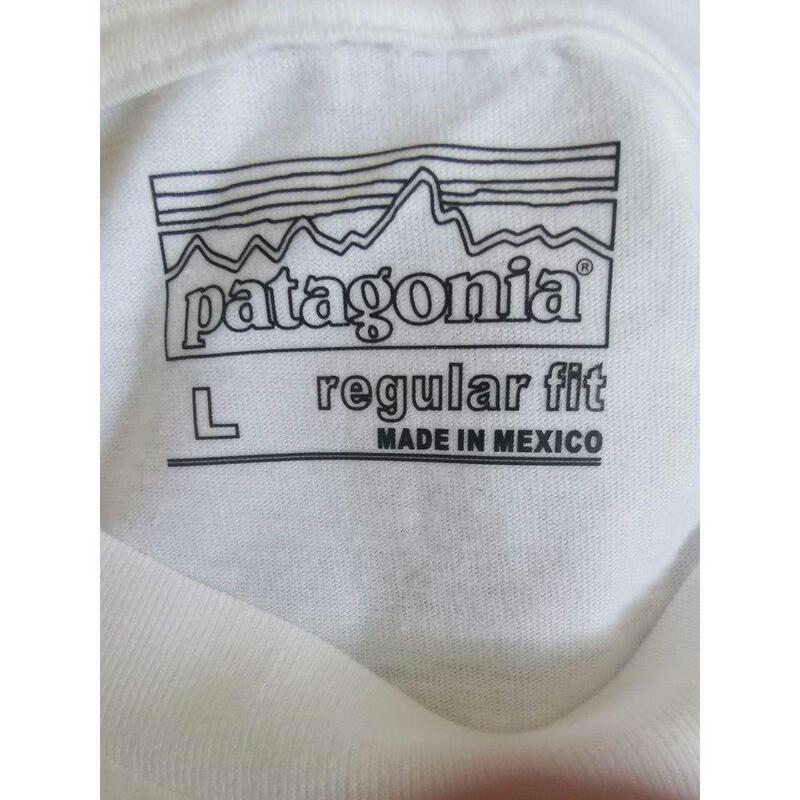 patagonia®
L regular fit
MADE IN MEXICO